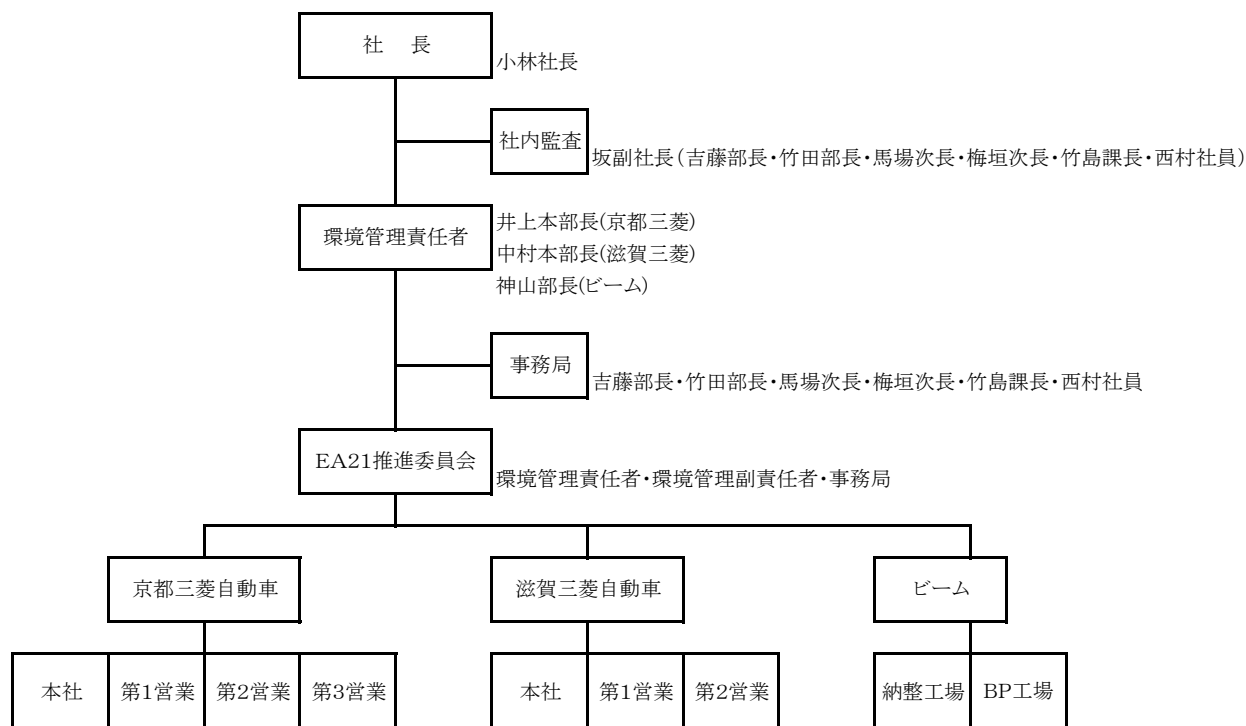 社　長
小林社長
社内監査
坂副社長（吉藤部長・竹田部長・馬場次長・梅垣次長・竹島課長・西村社員）
環境管理責任者
井上本部長(京都三菱)
中村本部長(滋賀三菱)
神山部長(ビーム)
事務局
吉藤部長・竹田部長・馬場次長・梅垣次長・竹島課長・西村社員
EA21推進委員会
環境管理責任者・環境管理副責任者・事務局
京都三菱自動車
滋賀三菱自動車
ビーム
本社
第1営業
第2営業
第3営業
本社
第1営業
第2営業
納整工場
BP工場